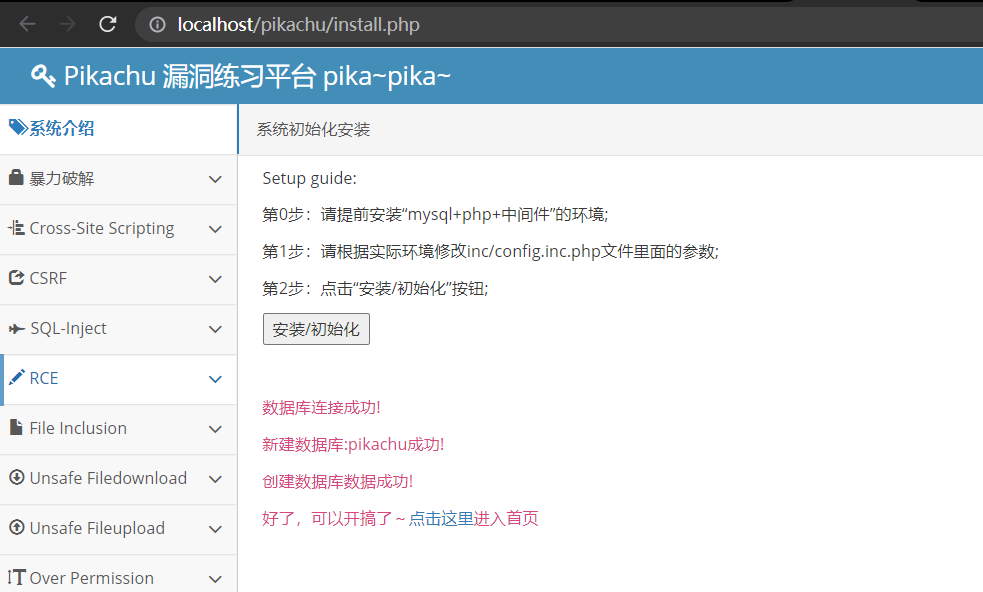 localhost/pikachu/install.php
Pikachu 漏洞练习平台 pika~pika~
系统介绍
系统初始化安装
暴力破解
Cross-Site Scripting
CSRF
SQL-Inject
RCE
File Inclusion
Unsafe Filedownload
Unsafe Fileupload
Over Permission
Setup guide:
第0步：请提前安装“mysql+php+中间件”的环境;
第1步：请根据实际环境修改inc/config.inc.php文件里面的参数;
第2步：点击“安装/初始化”按钮;
安装/初始化
数据库连接成功!
新建数据库:pikachu成功!
创建数据库数据成功!
好了，可以开搞了～点击这里进入首页